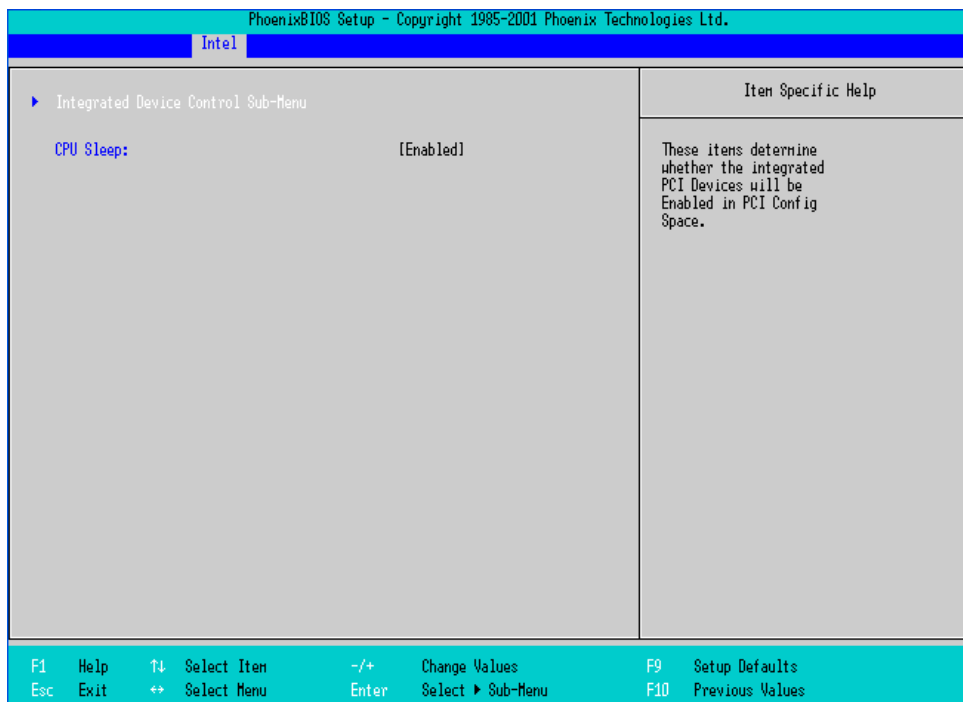 PhoenixBIOS Setup - Copyright 1985-2001 Phoenix Technologies Ltd.
Intel
▶ Integrated Device Control Sub-Menu
CPU Sleep: [Enabled]
Item Specific Help
These items determine
whether the integrated
PCI Devices will be
Enabled in PCI Config
Space.
F1 Help ↑↓ Select Item -/+ Change Values F9 Setup Defaults
Esc Exit ↔ Select Menu Enter Select ▶ Sub-Menu F10 Previous Values